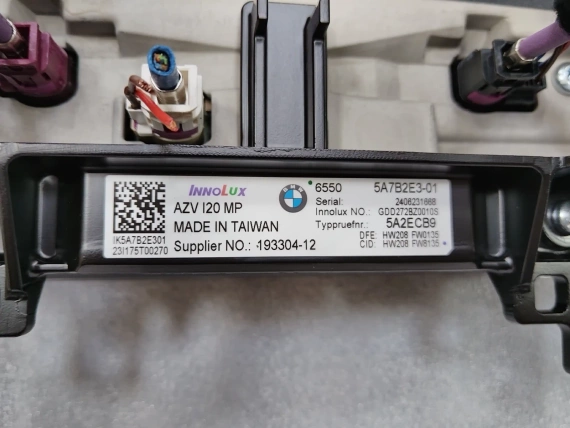 INNOLUX
AZV I20 MP
MADE IN TAIWAN
Supplier NO.: 193304-12
IK5A7B2E301
23I175T00270
BMW
6550 5A7B2E3-01
Serial: 2406231668
Innolux NO.: GDD272BZ0010S
Typpruefnr.: 5A2ECB9
DFE: HW208 FW0135
CID: HW208 FW8135